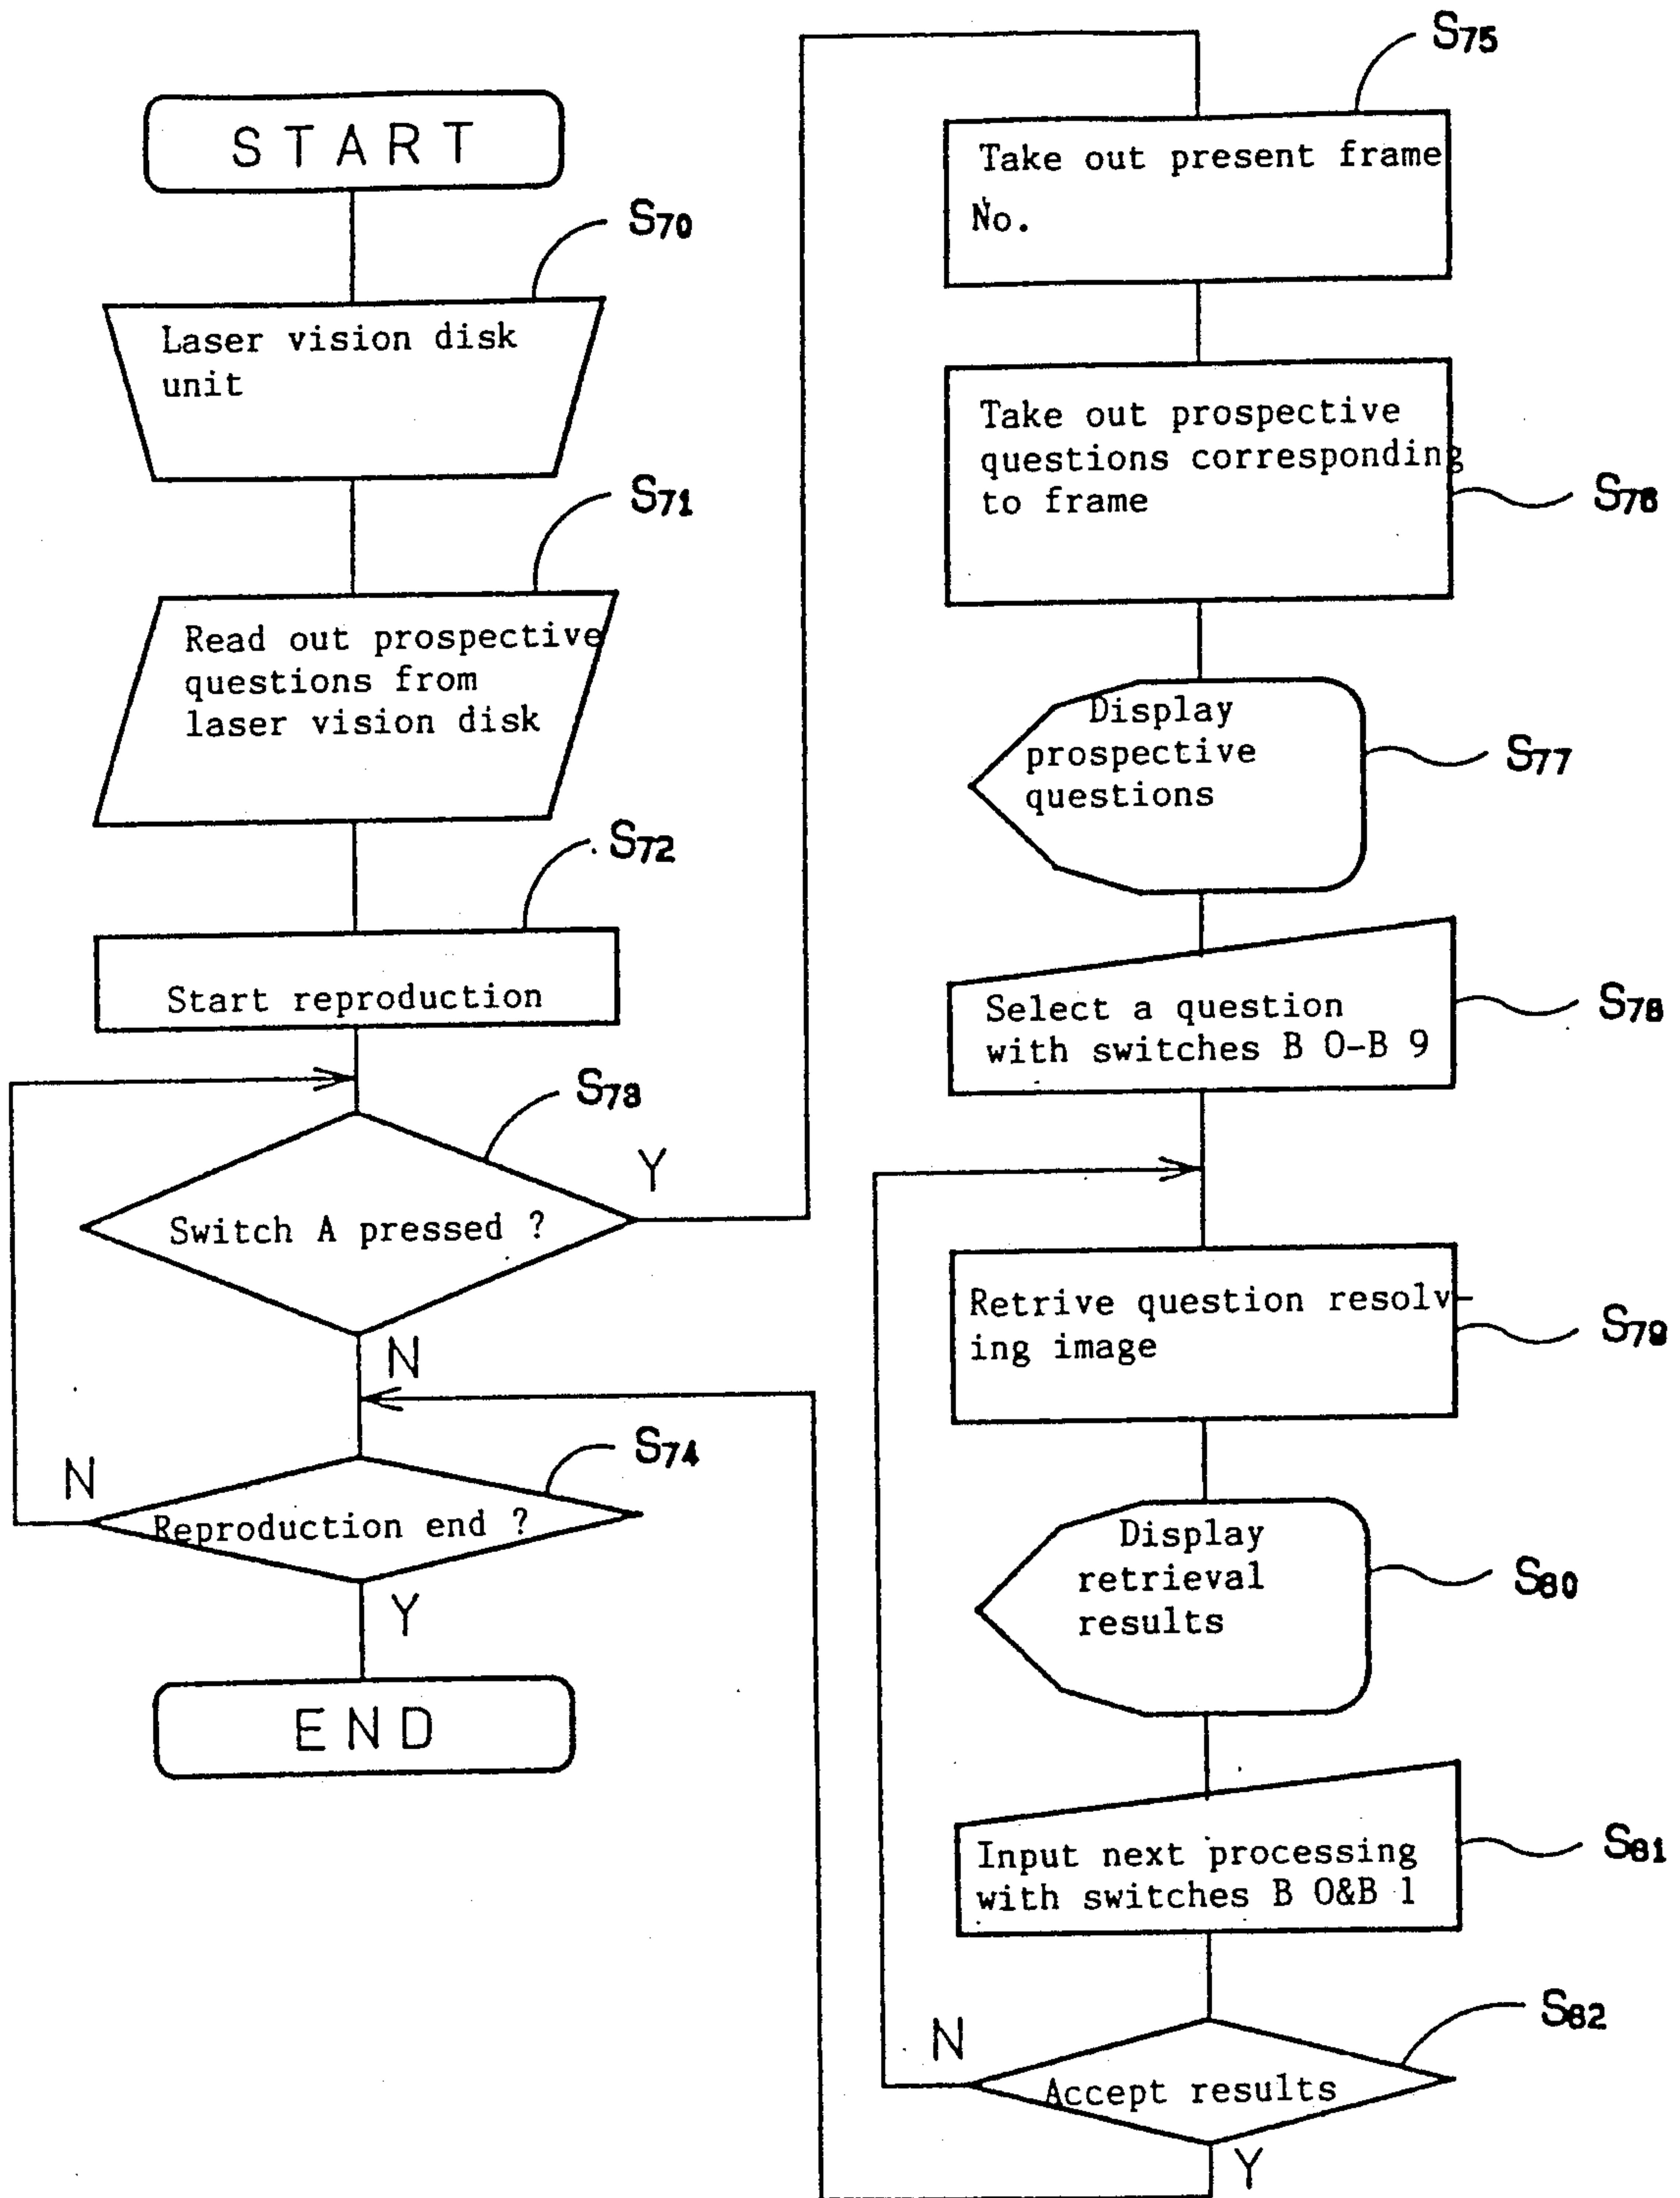 START
S70
Laser vision disk
unit
S71
Read out prospective
questions from
laser vision disk
S72
Start reproduction
S73
Switch A pressed ?
Y
N
S74
N
Reproduction end ?
Y
END
S75
Take out present frame
No.
S76
Take out prospective
questions corresponding
to frame
S77
Display
prospective
questions
S78
Select a question
with switches B 0-B 9
S79
Retrive question resolv-
ing image
S80
Display
retrieval
results
S81
Input next processing
with switches B 0&B 1
S82
N
Accept results
Y